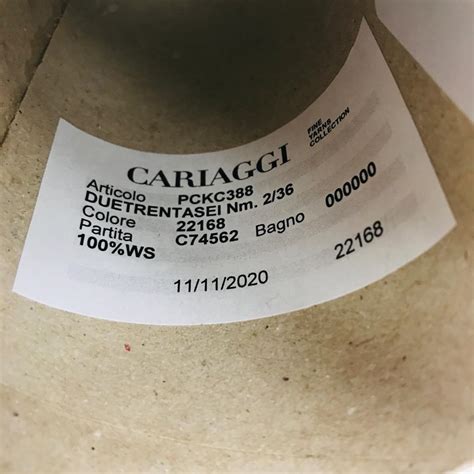 CARIAGGI
FINE
YARNS
COLLECTION
Articolo PCKC388
DUETRENTASEI Nm. 2/36
Colore 22168
Partita C74562 Bagno 000000
100%WS
11/11/2020 22168